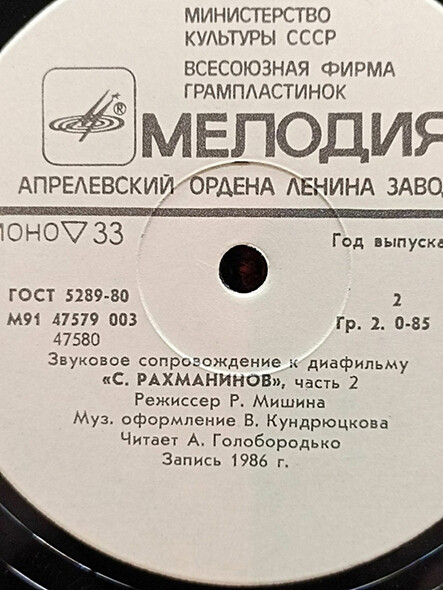 МИНИСТЕРСТВО
КУЛЬТУРЫ СССР
ВСЕСОЮЗНАЯ ФИРМА
ГРАМПЛАСТИНОК
®
МЕЛОДИЯ
АПРЕЛЕВСКИЙ ОРДЕНА ЛЕНИНА ЗАВО
МОНО ▽ 33
Год выпуска
ГОСТ 5289-80
М91 47579 003
47580
2
Гр. 2. 0-85
Звуковое сопровождение к диафильму
«С. РАХМАНИНОВ», часть 2
Режиссер Р. Мишина
Муз. оформление В. Кундрюцкова
Читает А. Голобородько
Запись 1986 г.